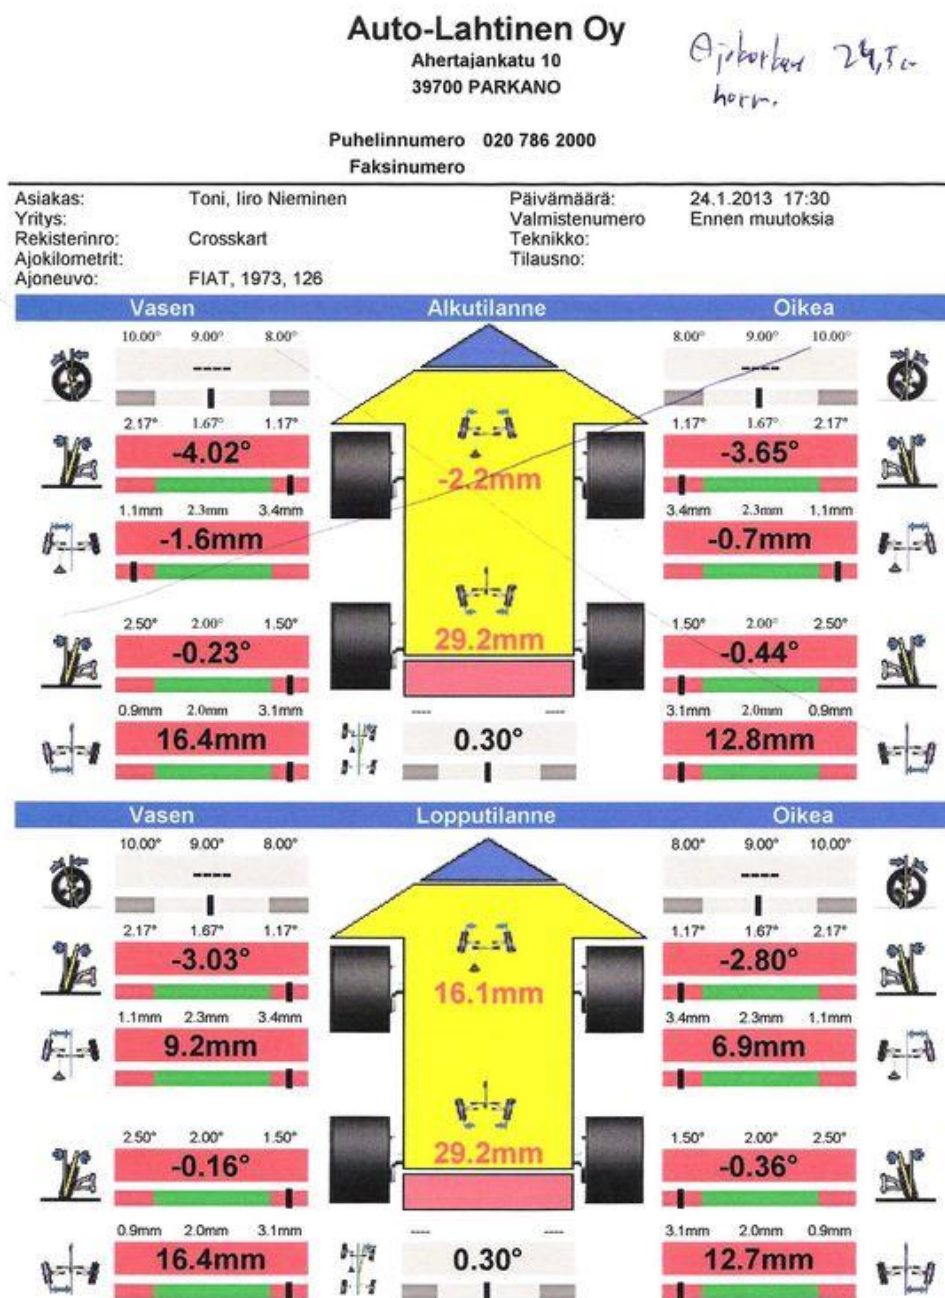 Auto-Lahtinen Oy
Ahertajankatu 10
39700 PARKANO
Ajokorkeus 24,5 cm
horm.
Puhelinnumero 020 786 2000
Faksinumero
Asiakas: Toni, Iiro Nieminen Päivämäärä: 24.1.2013 17:30
Yritys: Valmistenumero Ennen muutoksia
Rekisterinro: Crosskart Teknikko:
Ajokilometrit: Tilausno:
Ajoneuvo: FIAT, 1973, 126
Vasen Alkutilanne Oikea
10.00° 9.00° 8.00° 8.00° 9.00° 10.00°
---- ----
2.17° 1.67° 1.17° 1.17° 1.67° 2.17°
-4.02° -2.2mm -3.65°
1.1mm 2.3mm 3.4mm 3.4mm 2.3mm 1.1mm
-1.6mm -0.7mm
2.50° 2.00° 1.50° 1.50° 2.00° 2.50°
-0.23° 29.2mm -0.44°
0.9mm 2.0mm 3.1mm ---- ---- 3.1mm 2.0mm 0.9mm
16.4mm 0.30° 12.8mm
Vasen Lopputilanne Oikea
10.00° 9.00° 8.00° 8.00° 9.00° 10.00°
---- ----
2.17° 1.67° 1.17° 1.17° 1.67° 2.17°
-3.03° 16.1mm -2.80°
1.1mm 2.3mm 3.4mm 3.4mm 2.3mm 1.1mm
9.2mm 6.9mm
2.50° 2.00° 1.50° 1.50° 2.00° 2.50°
-0.16° 29.2mm -0.36°
0.9mm 2.0mm 3.1mm ---- ---- 3.1mm 2.0mm 0.9mm
16.4mm 0.30° 12.7mm